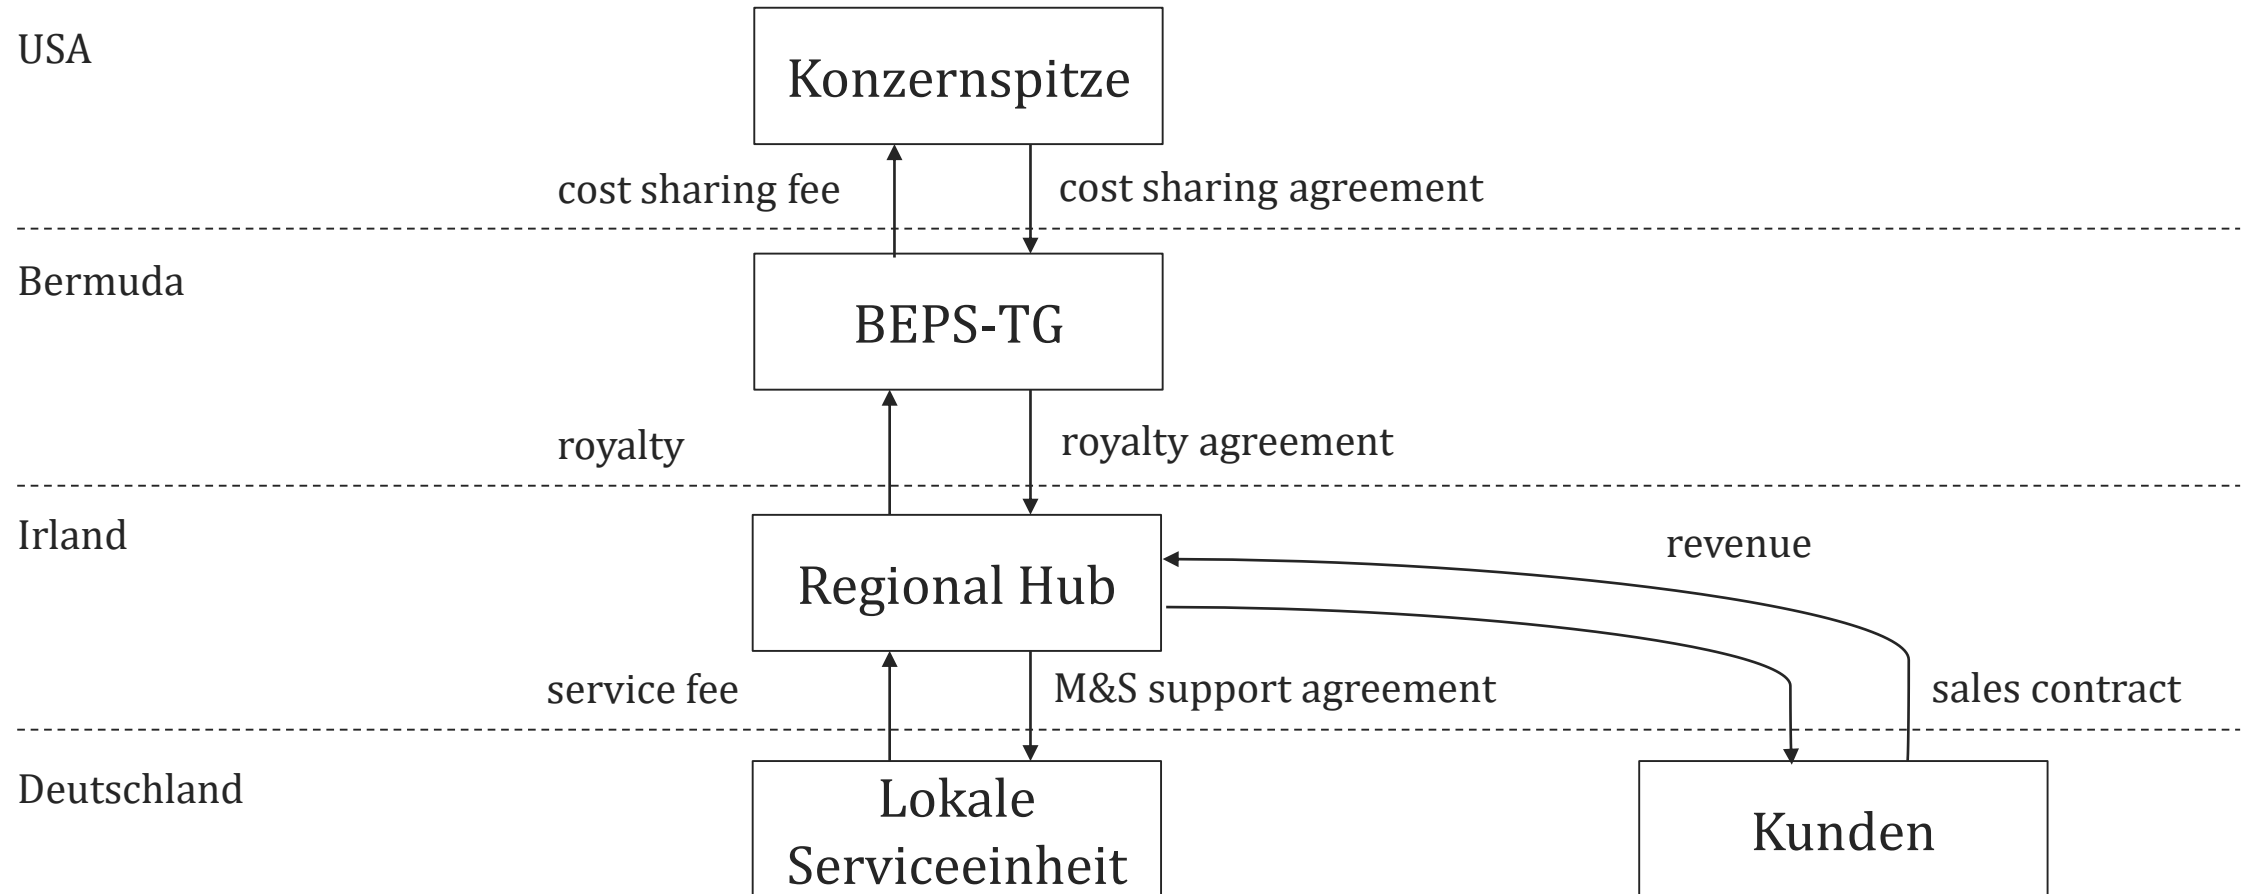 USA
Konzernspitze
cost sharing fee
cost sharing agreement
Bermuda
BEPS-TG
royalty
royalty agreement
Irland
Regional Hub
revenue
service fee
M&S support agreement
sales contract
Deutschland
Lokale
Serviceeinheit
Kunden